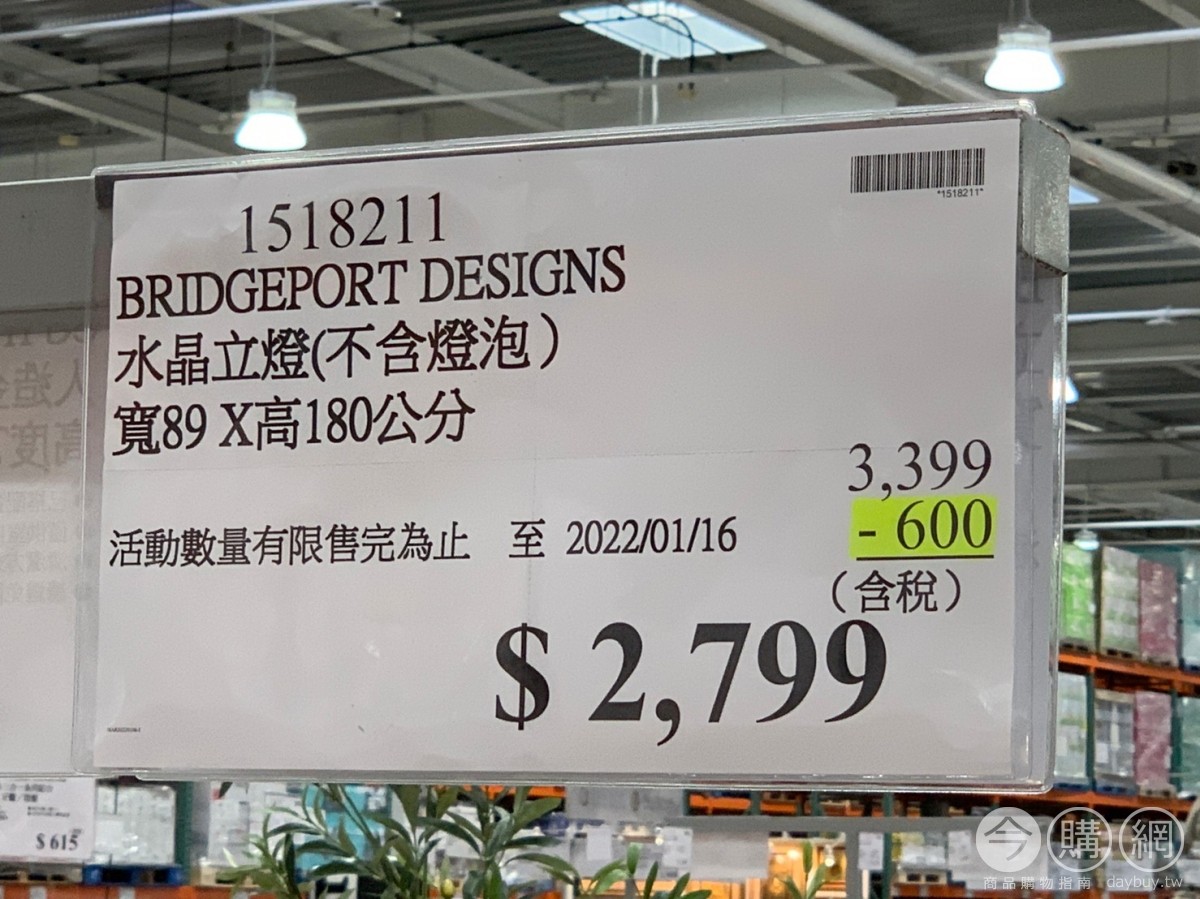 *1518211*
1518211
BRIDGEPORT DESIGNS
水晶立燈(不含燈泡）
寬89 X高180公分
3,399
- 600
活動數量有限售完為止 至 2022/01/16
（含稅）
$ 2,799
$ 615
今購網
商品購物指南 daybuy.tw